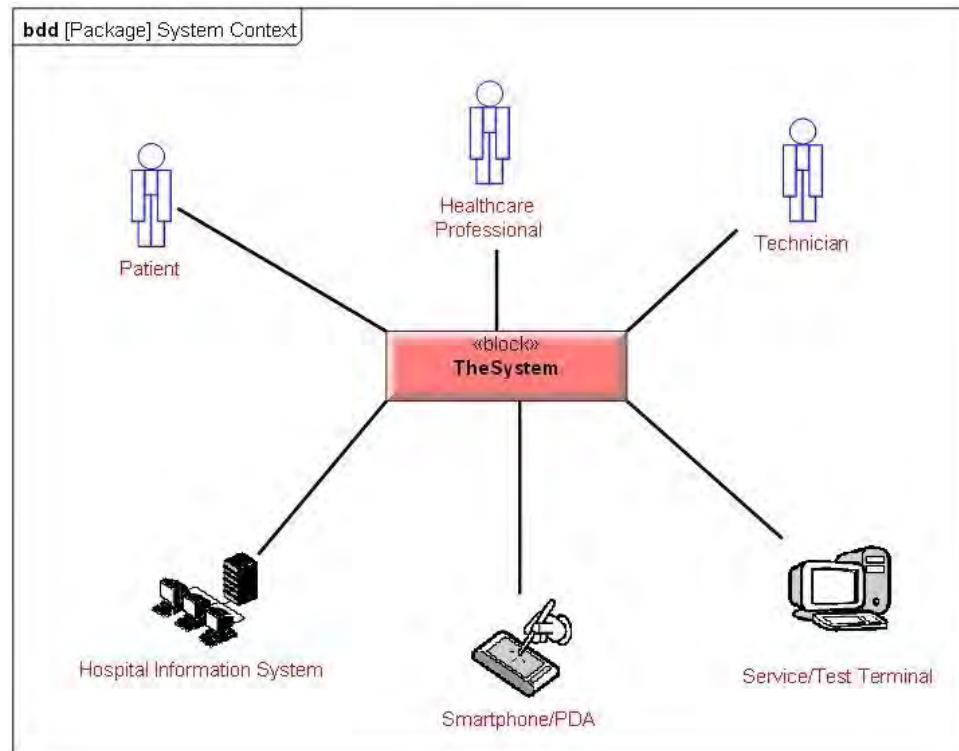 bdd [Package] System Context
Healthcare
Professional
Technician
Patient
«block»
TheSystem
Hospital Information System
Service/Test Terminal
Smartphone/PDA